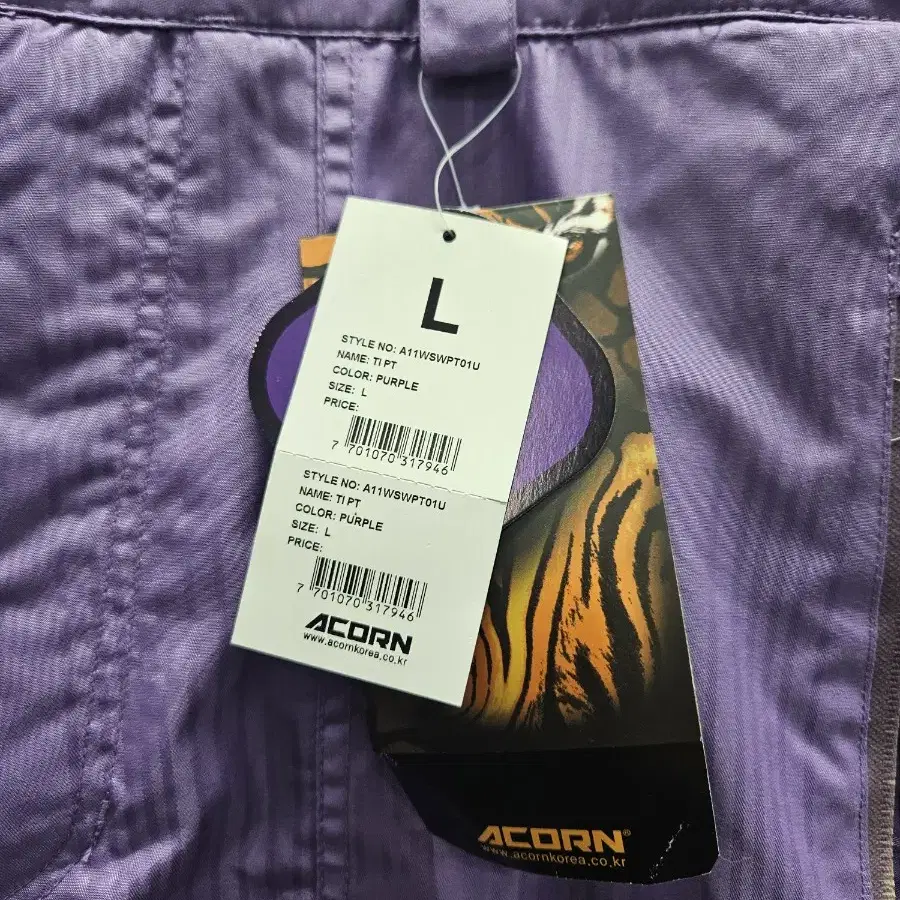 L
STYLE NO: A11WSWPT01U
NAME: TI PT
COLOR: PURPLE
SIZE: L
PRICE:
7 701070 317946
STYLE NO: A11WSWPT01U
NAME: TI PT
COLOR: PURPLE
SIZE: L
PRICE:
7 701070 317946
ACORN
www.acornkorea.co.kr
ACORN®
www.acornkorea.co.kr